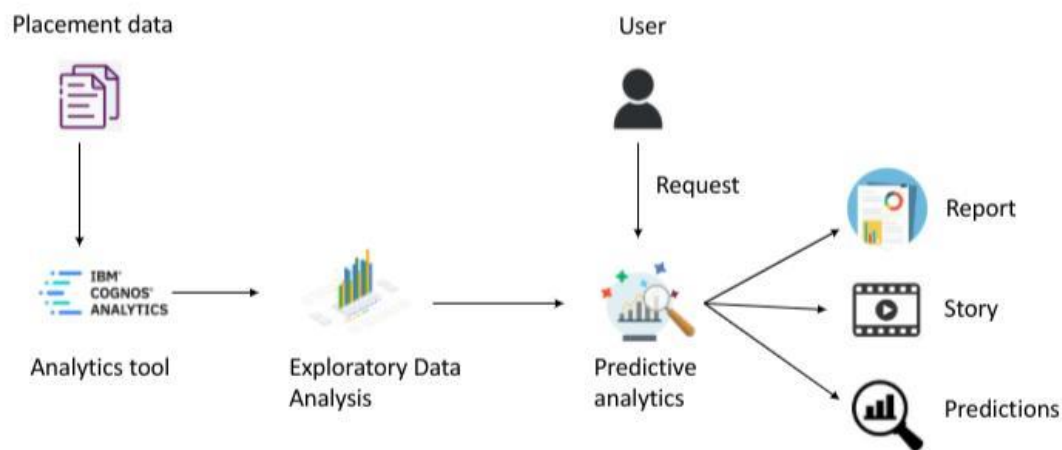 Placement data
User
Request
Report
IBM®
COGNOS®
ANALYTICS
Story
Analytics tool
Exploratory Data
Analysis
Predictive
analytics
Predictions